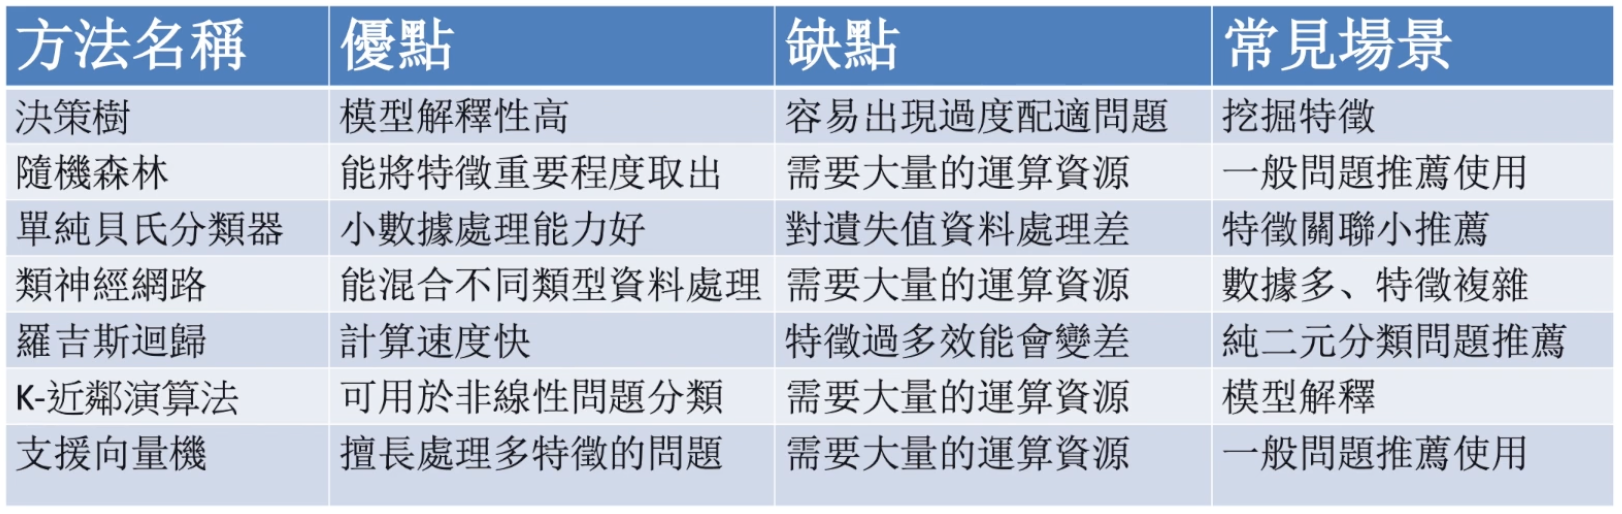 方法名稱 優點 缺點 常見場景
決策樹 模型解釋性高 容易出現過度配適問題 挖掘特徵
隨機森林 能將特徵重要程度取出 需要大量的運算資源 一般問題推薦使用
單純貝氏分類器 小數據處理能力好 對遺失值資料處理差 特徵關聯小推薦
類神經網路 能混合不同類型資料處理 需要大量的運算資源 數據多、特徵複雜
羅吉斯迴歸 計算速度快 特徵過多效能會變差 純二元分類問題推薦
K-近鄰演算法 可用於非線性問題分類 需要大量的運算資源 模型解釋
支援向量機 擅長處理多特徵的問題 需要大量的運算資源 一般問題推薦使用